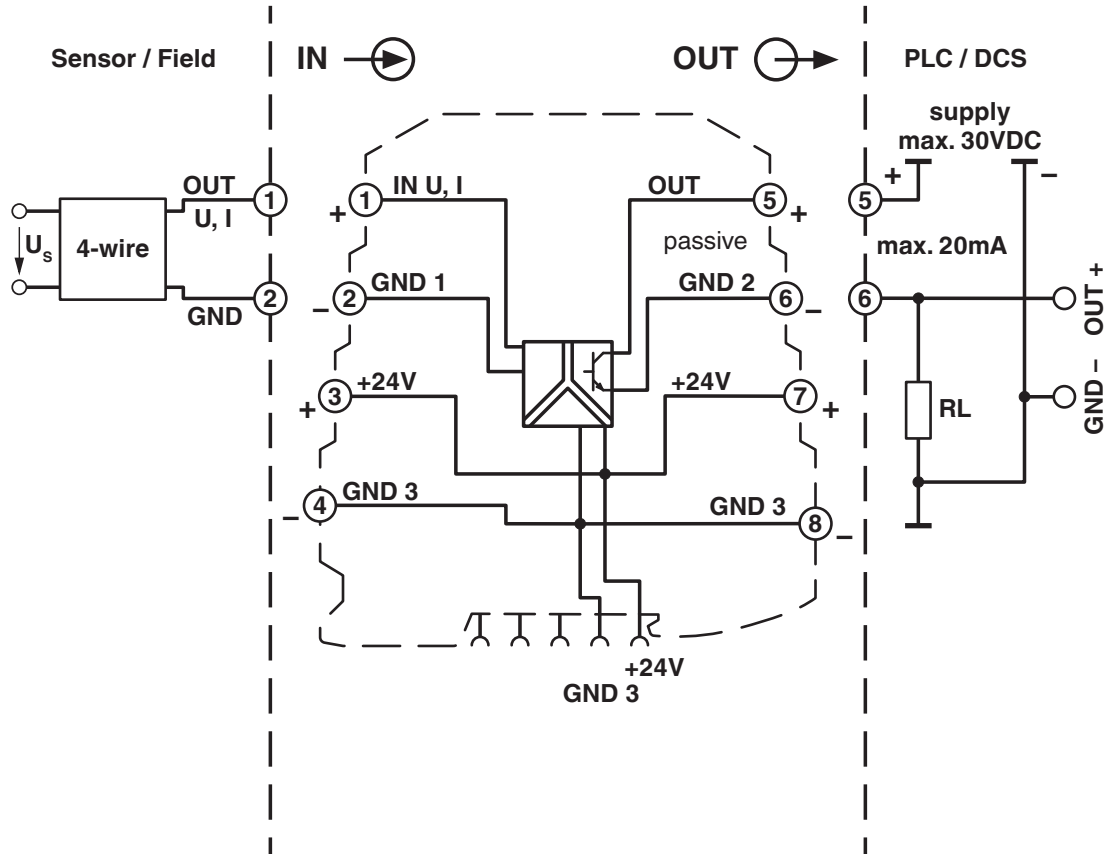 Sensor / Field
IN
OUT
PLC / DCS
supply
max. 30VDC
+
–
OUT
U, I
1
4-wire
Us
GND
2
1
+
IN U, I
OUT
5
+
passive
2
–
GND 1
GND 2
6
–
3
+
+24V
+24V
7
+
4
–
GND 3
GND 3
8
–
+24V
GND 3
5
max. 20mA
6
RL
OUT +
GND –